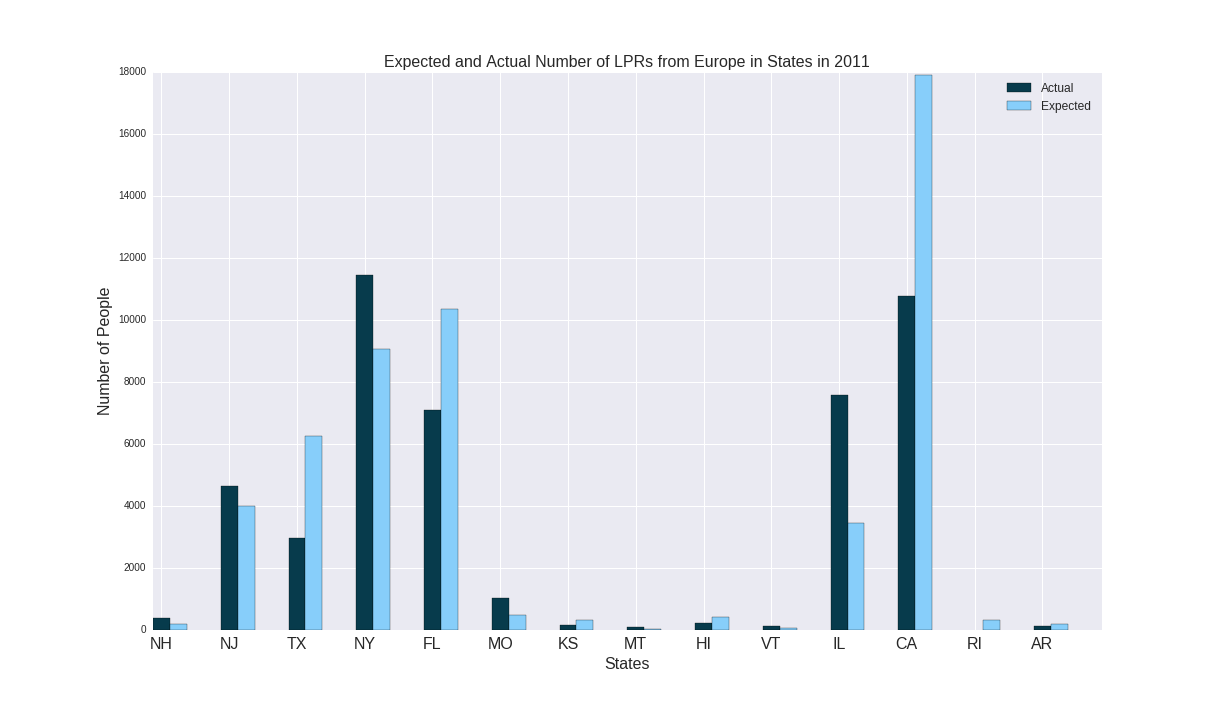 Expected and Actual Number of LPRs from Europe in States in 2011
Actual
Expected
18000
16000
14000
12000
10000
8000
6000
4000
2000
0
Number of People
NH NJ TX NY FL MO KS MT HI VT IL CA RI AR
States